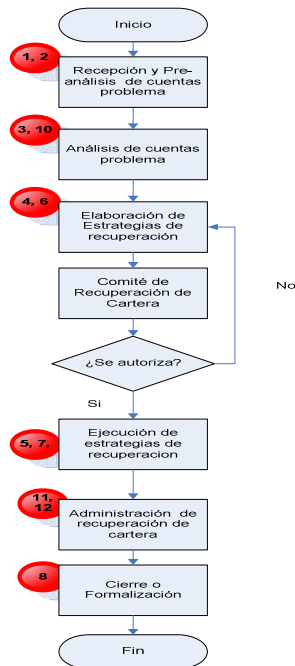 Inicio
1, 2
Recepción y Pre-
análisis de cuentas
problema
3, 10
Análisis de cuentas
problema
4, 6
Elaboración de
Estrategias de
recuperación
Comité de
Recuperación de
Cartera
No
¿Se autoriza?
Si
5, 7,
Ejecución de
estrategias de
recuperacion
11,
12
Administración de
recuperación de
cartera
8
Cierre o
Formalización
Fin